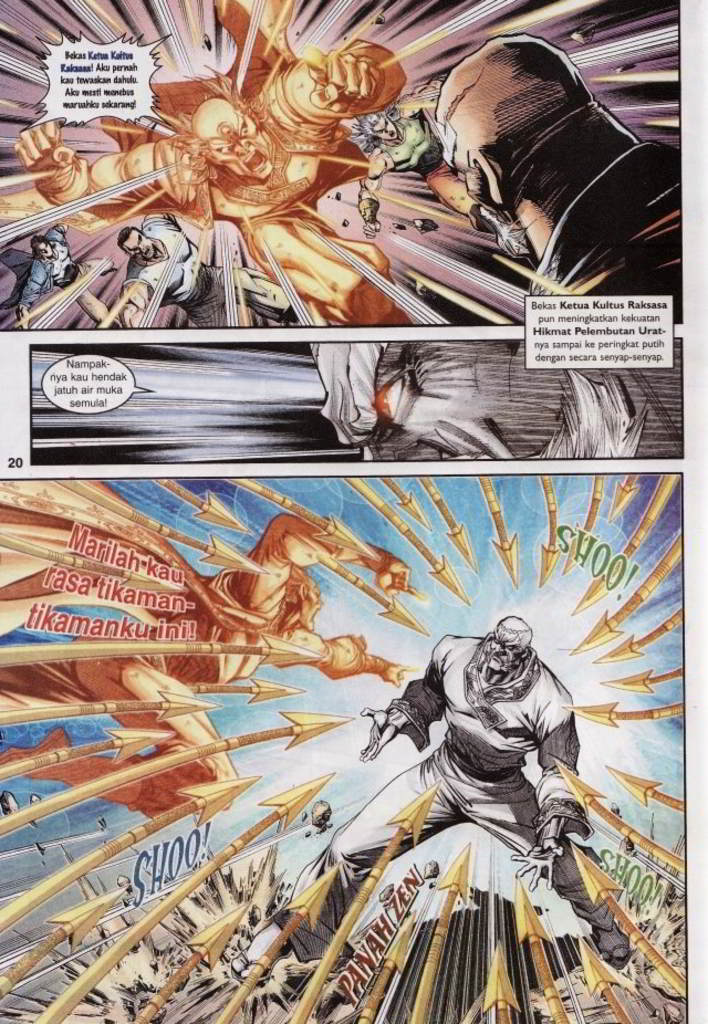 Bekas Ketua Kultus
Raksasa! Aku pernah
kau tewaskan dahulu.
Aku mesti menebus
maruahku sekarang!
Bekas Ketua Kultus Raksasa
pun meningkatkan kekuatan
Hikmat Pelembutan Urat-
nya sampai ke peringkat putih
dengan secara senyap-senyap.
Nampak-
nya kau hendak
jatuh air muka
semula!
20
Marilah kau
rasa tikaman-
tikamanku ini!
SHOO!
SHOO!
SHOO!
PANAH ZEN